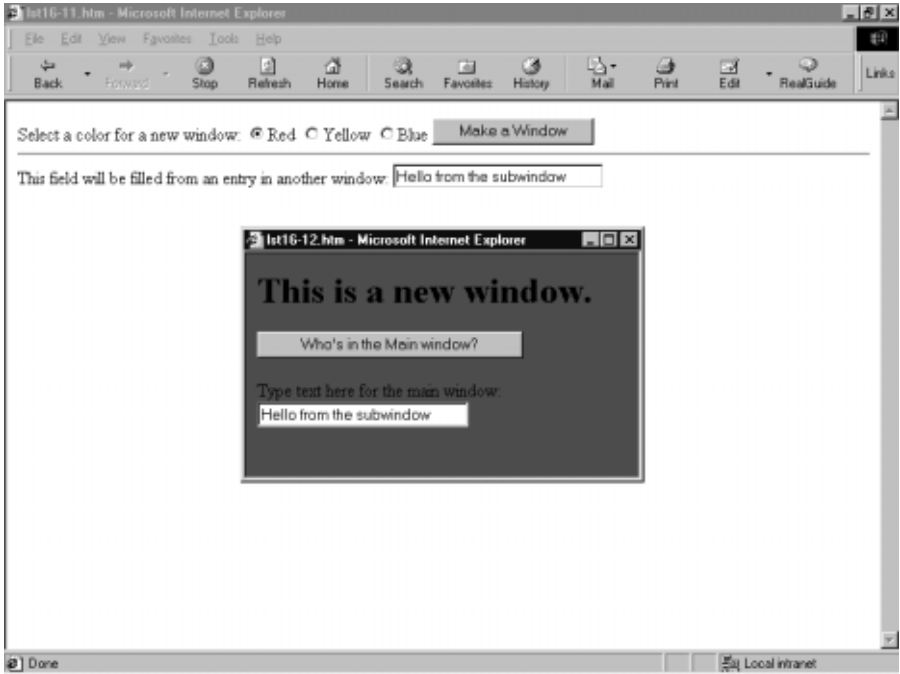 lst16-11.htm - Microsoft Internet Explorer
File Edit View Favorites Tools Help
Back Forward Stop Refresh Home Search Favorites History Mail Print Edit RealGuide Links
Select a color for a new window: Red Yellow Blue Make a Window
This field will be filled from an entry in another window: Hello from the subwindow
lst16-12.htm - Microsoft Internet Explorer
This is a new window.
Who's in the Main window?
Type text here for the main window:
Hello from the subwindow
Done Local intranet